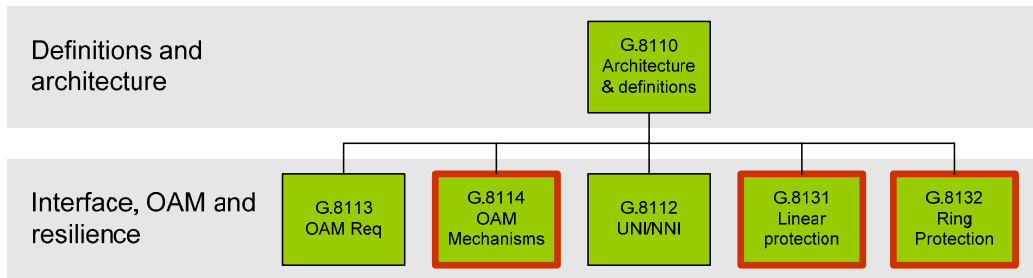 Definitions and
architecture
G.8110
Architecture
& definitions
Interface, OAM and
resilience
G.8113
OAM Req
G.8114
OAM
Mechanisms
G.8112
UNI/NNI
G.8131
Linear
protection
G.8132
Ring
Protection